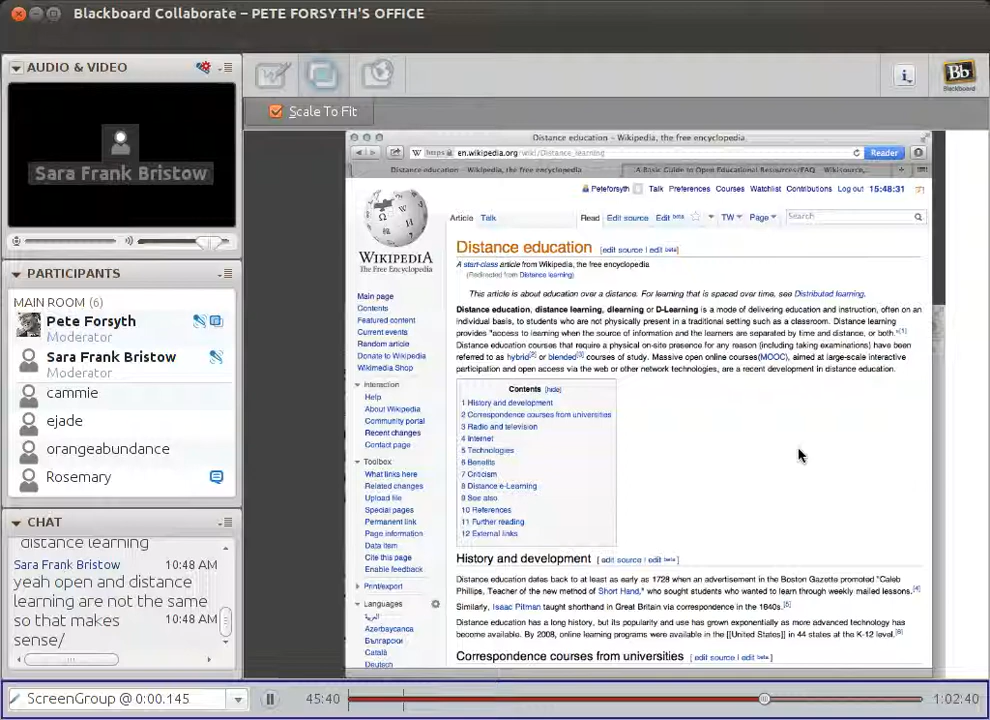 Blackboard Collaborate – PETE FORSYTH'S OFFICE
AUDIO & VIDEO
Sara Frank Bristow
PARTICIPANTS
MAIN ROOM (6)
Pete Forsyth
Moderator
Sara Frank Bristow
Moderator
cammie
ejade
orangeabundance
Rosemary
CHAT
distance learning
Sara Frank Bristow 10:48 AM
yeah open and distance
learning are not the same
so that makes 10:48 AM
sense/
Scale To Fit
i
Bb
Blackboard
Distance education – Wikipedia, the free encyclopedia
W https en.wikipedia.org/wiki/Distance_learning
Reader
Distance education – Wikipedia, the free encyclopedia
A Basic Guide to Open Educational Resources/FAQ – Wikisource,...
Peteforsyth Talk Preferences Courses Watchlist Contributions Log out 15:48:31
WIKIPEDIA
The Free Encyclopedia
Article Talk
Read Edit source Edit beta TW Page Search
Main page
Contents
Featured content
Current events
Random article
Donate to Wikipedia
Wikimedia Shop
Interaction
Help
About Wikipedia
Community portal
Recent changes
Contact page
Toolbox
What links here
Related changes
Upload file
Special pages
Permanent link
Page information
Data item
Cite this page
Enable feedback
Print/export
Languages
العربية
Azərbaycanca
Български
Català
Deutsch
Distance education [edit source | edit beta]
A start-class article from Wikipedia, the free encyclopedia
(Redirected from Distance learning)
This article is about education over a distance. For learning that is spaced over time, see Distributed learning.
Distance education, distance learning, dlearning or D-Learning is a mode of delivering education and instruction, often on an
individual basis, to students who are not physically present in a traditional setting such as a classroom. Distance learning
provides "access to learning when the source of information and the learners are separated by time and distance, or both."[1]
Distance education courses that require a physical on-site presence for any reason (including taking examinations) have been
referred to as hybrid[2] or blended[3] courses of study. Massive open online courses(MOOC), aimed at large-scale interactive
participation and open access via the web or other network technologies, are a recent development in distance education.
Contents [hide]
1 History and development
2 Correspondence courses from universities
3 Radio and television
4 Internet
5 Technologies
6 Benefits
7 Criticism
8 Distance e-Learning
9 See also
10 References
11 Further reading
12 External links
History and development [edit source | edit beta]
Distance education dates back to at least as early as 1728 when an advertisement in the Boston Gazette promoted "Caleb
Phillips, Teacher of the new method of Short Hand," who sought students who wanted to learn through weekly mailed lessons.[4]
Similarly, Isaac Pitman taught shorthand in Great Britain via correspondence in the 1840s.[5]
Distance education has a long history, but its popularity and use has grown exponentially as more advanced technology has
become available. By 2008, online learning programs were available in the [[United States]] in 44 states at the K-12 level.[6]
Correspondence courses from universities [edit source | edit beta]
ScreenGroup @ 0:00.145
45:40
1:02:40